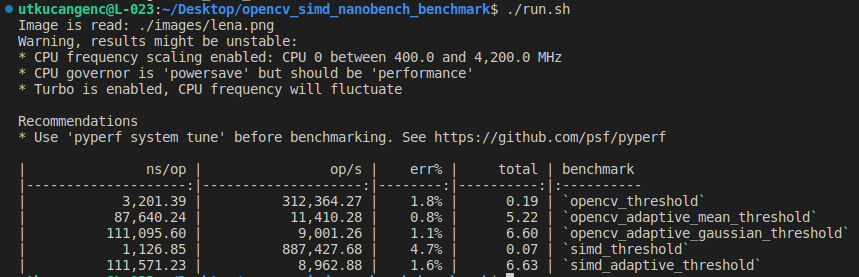 utkucangenc@L-023:~/Desktop/opencv_simd_nanobench_benchmark$ ./run.sh
Image is read: ./images/lena.png
Warning, results might be unstable:
* CPU frequency scaling enabled: CPU 0 between 400.0 and 4,200.0 MHz
* CPU governor is 'powersave' but should be 'performance'
* Turbo is enabled, CPU frequency will fluctuate

Recommendations
* Use 'pyperf system tune' before benchmarking. See https://github.com/psf/pyperf

|               ns/op |                op/s |    err% |     total | benchmark
|--------------------:|--------------------:|--------:|----------:|:----------
|            3,201.39 |          312,364.27 |    1.8% |      0.19 | `opencv_threshold`
|           87,640.24 |           11,410.28 |    0.8% |      5.22 | `opencv_adaptive_mean_threshold`
|          111,095.60 |            9,001.26 |    1.1% |      6.60 | `opencv_adaptive_gaussian_threshold`
|            1,126.85 |          887,427.68 |    4.7% |      0.07 | `simd_threshold`
|          111,571.23 |            8,962.88 |    1.6% |      6.63 | `simd_adaptive_threshold`